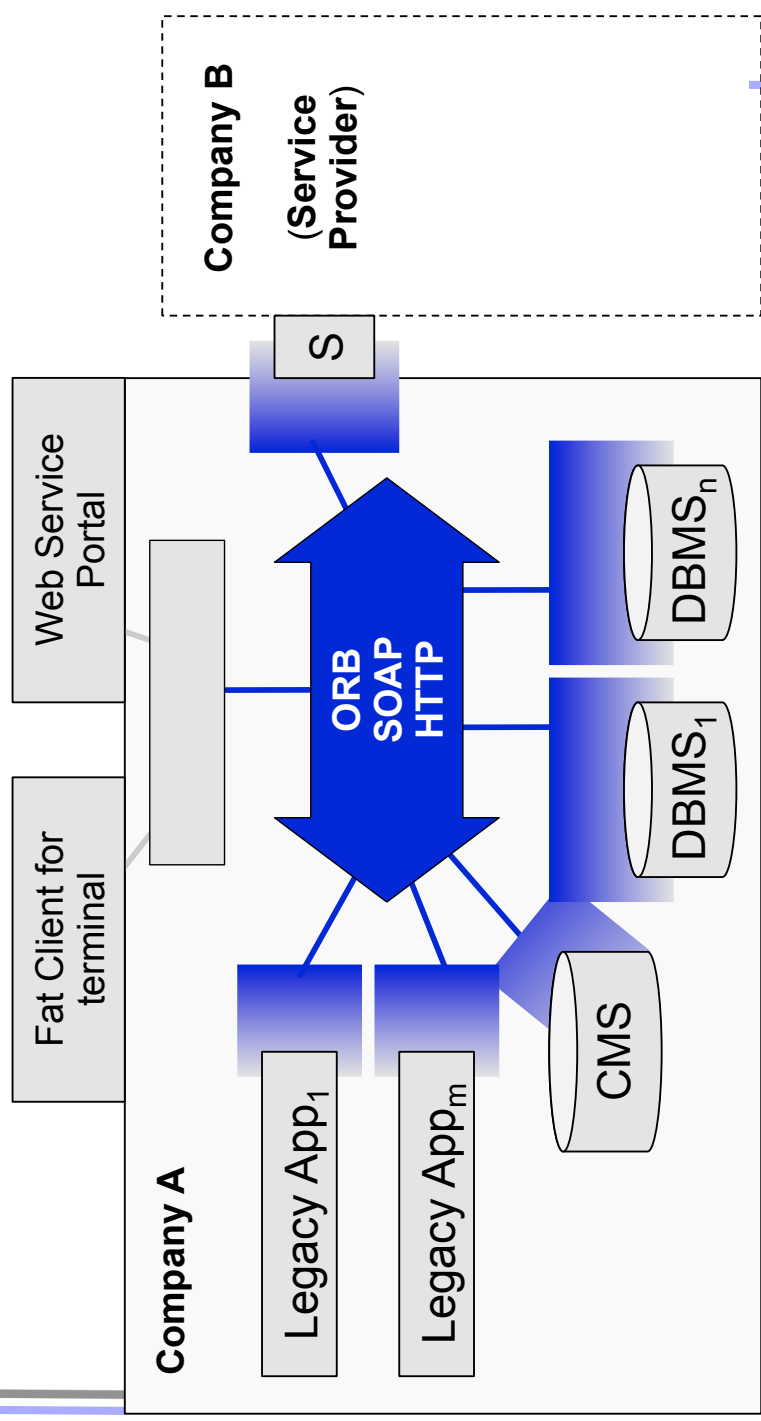 Fat Client for
terminal
Web Service
Portal
Company A
Legacy App₁
Legacy Appₘ
CMS
ORB
SOAP
HTTP
DBMS₁
DBMSₙ
S
Company B
(Service
Provider)